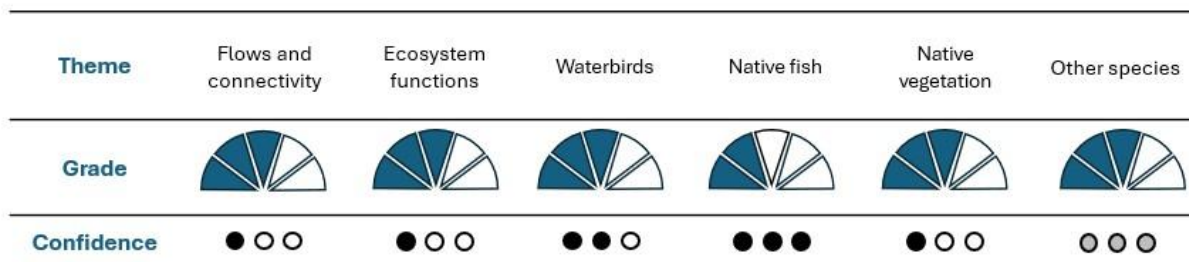 Theme
Flows and
connectivity
Ecosystem
functions
Waterbirds
Native fish
Native
vegetation
Other species
Grade
Confidence